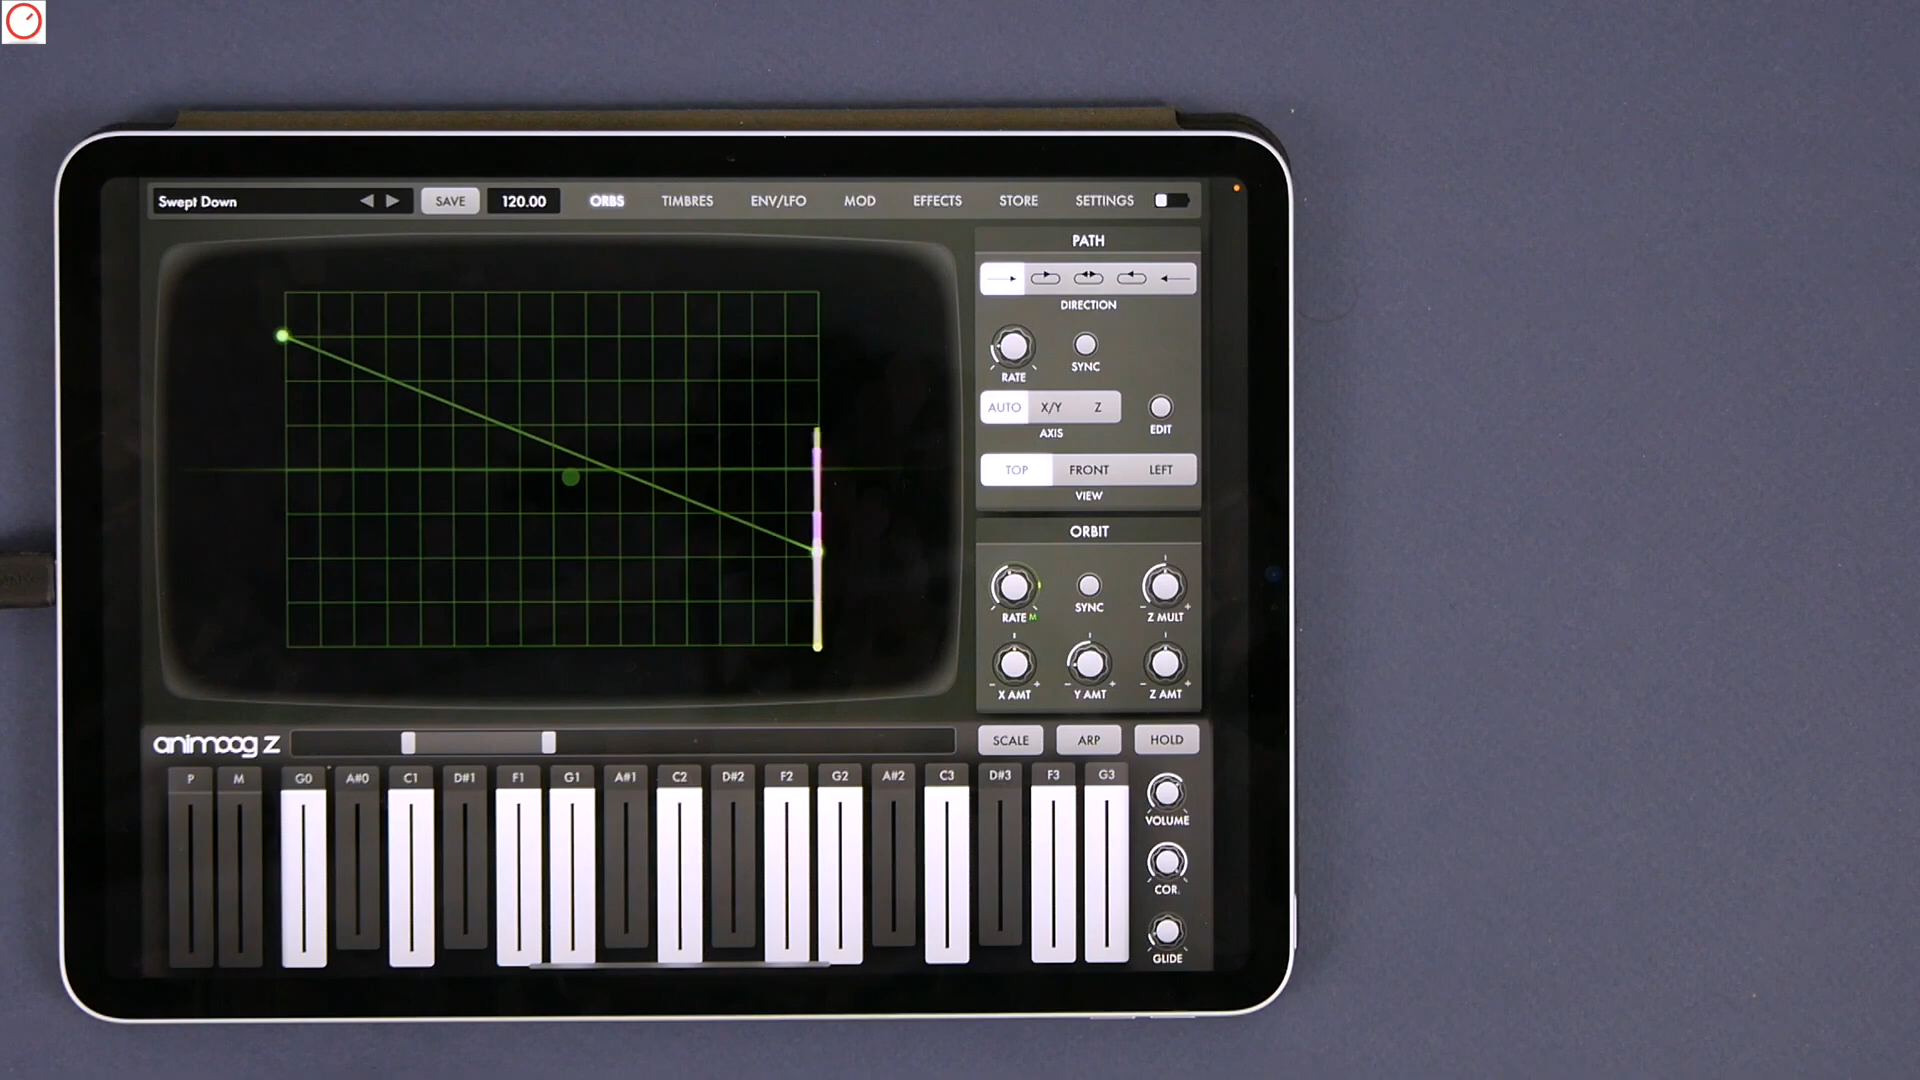 Swept Down SAVE 120.00 ORBS TIMBRES ENV/LFO MOD EFFECTS STORE SETTINGS
PATH
DIRECTION
RATE SYNC
AUTO X/Y Z
AXIS EDIT
TOP FRONT LEFT
VIEW
ORBIT
RATE M SYNC Z MULT
X AMT Y AMT Z AMT
animoog Z SCALE ARP HOLD
P M G0 A#0 C1 D#1 F1 G1 A#1 C2 D#2 F2 G2 A#2 C3 D#3 F3 G3
VOLUME
COR.
GLIDE